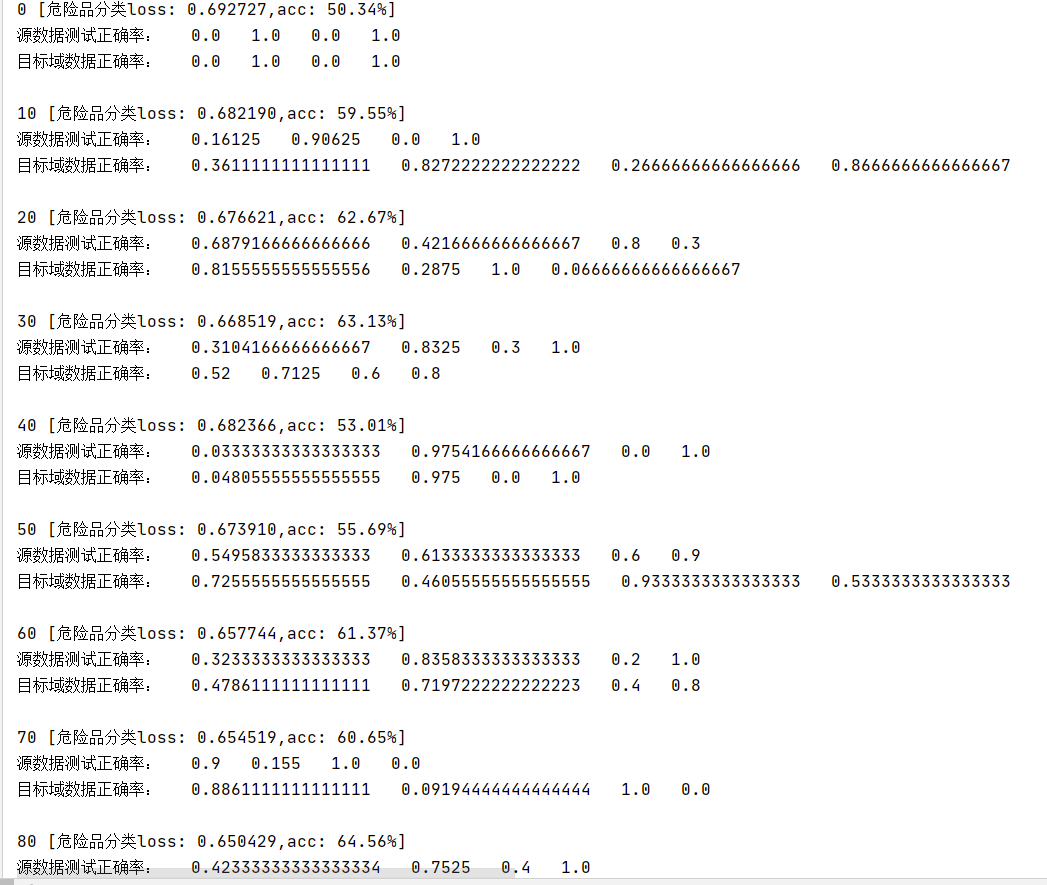 0 [危险品分类loss: 0.692727,acc: 50.34%]
源数据测试正确率： 0.0 1.0 0.0 1.0
目标域数据正确率： 0.0 1.0 0.0 1.0
10 [危险品分类loss: 0.682190,acc: 59.55%]
源数据测试正确率： 0.16125 0.90625 0.0 1.0
目标域数据正确率： 0.3611111111111111 0.8272222222222222 0.26666666666666666 0.8666666666666667
20 [危险品分类loss: 0.676621,acc: 62.67%]
源数据测试正确率： 0.6879166666666666 0.4216666666666667 0.8 0.3
目标域数据正确率： 0.8155555555555556 0.2875 1.0 0.06666666666666667
30 [危险品分类loss: 0.668519,acc: 63.13%]
源数据测试正确率： 0.3104166666666667 0.8325 0.3 1.0
目标域数据正确率： 0.52 0.7125 0.6 0.8
40 [危险品分类loss: 0.682366,acc: 53.01%]
源数据测试正确率： 0.03333333333333333 0.9754166666666667 0.0 1.0
目标域数据正确率： 0.04805555555555555 0.975 0.0 1.0
50 [危险品分类loss: 0.673910,acc: 55.69%]
源数据测试正确率： 0.5495833333333333 0.6133333333333333 0.6 0.9
目标域数据正确率： 0.7255555555555555 0.46055555555555555 0.9333333333333333 0.5333333333333333
60 [危险品分类loss: 0.657744,acc: 61.37%]
源数据测试正确率： 0.3233333333333333 0.8358333333333333 0.2 1.0
目标域数据正确率： 0.4786111111111111 0.7197222222222223 0.4 0.8
70 [危险品分类loss: 0.654519,acc: 60.65%]
源数据测试正确率： 0.9 0.155 1.0 0.0
目标域数据正确率： 0.8861111111111111 0.09194444444444444 1.0 0.0
80 [危险品分类loss: 0.650429,acc: 64.56%]
源数据测试正确率： 0.42333333333333334 0.7525 0.4 1.0